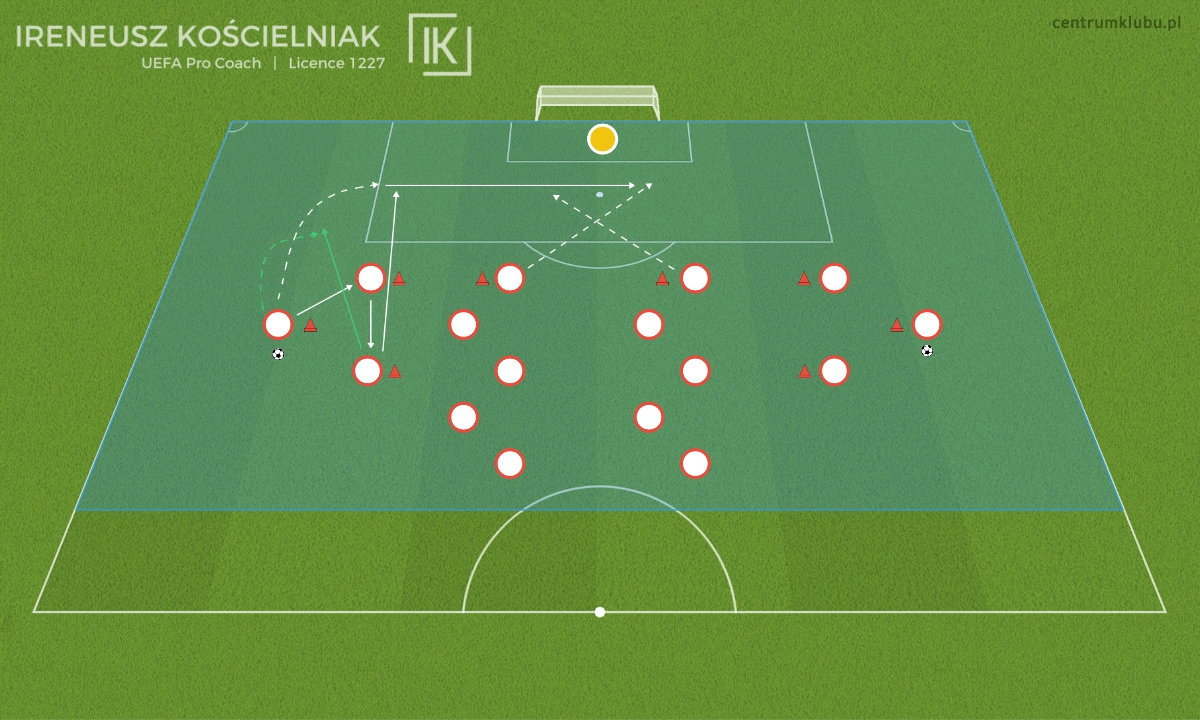 IRENEUSZ KOŚCIELNIAK
UEFA Pro Coach | Licence 1227
IK
centrumklubu.pl